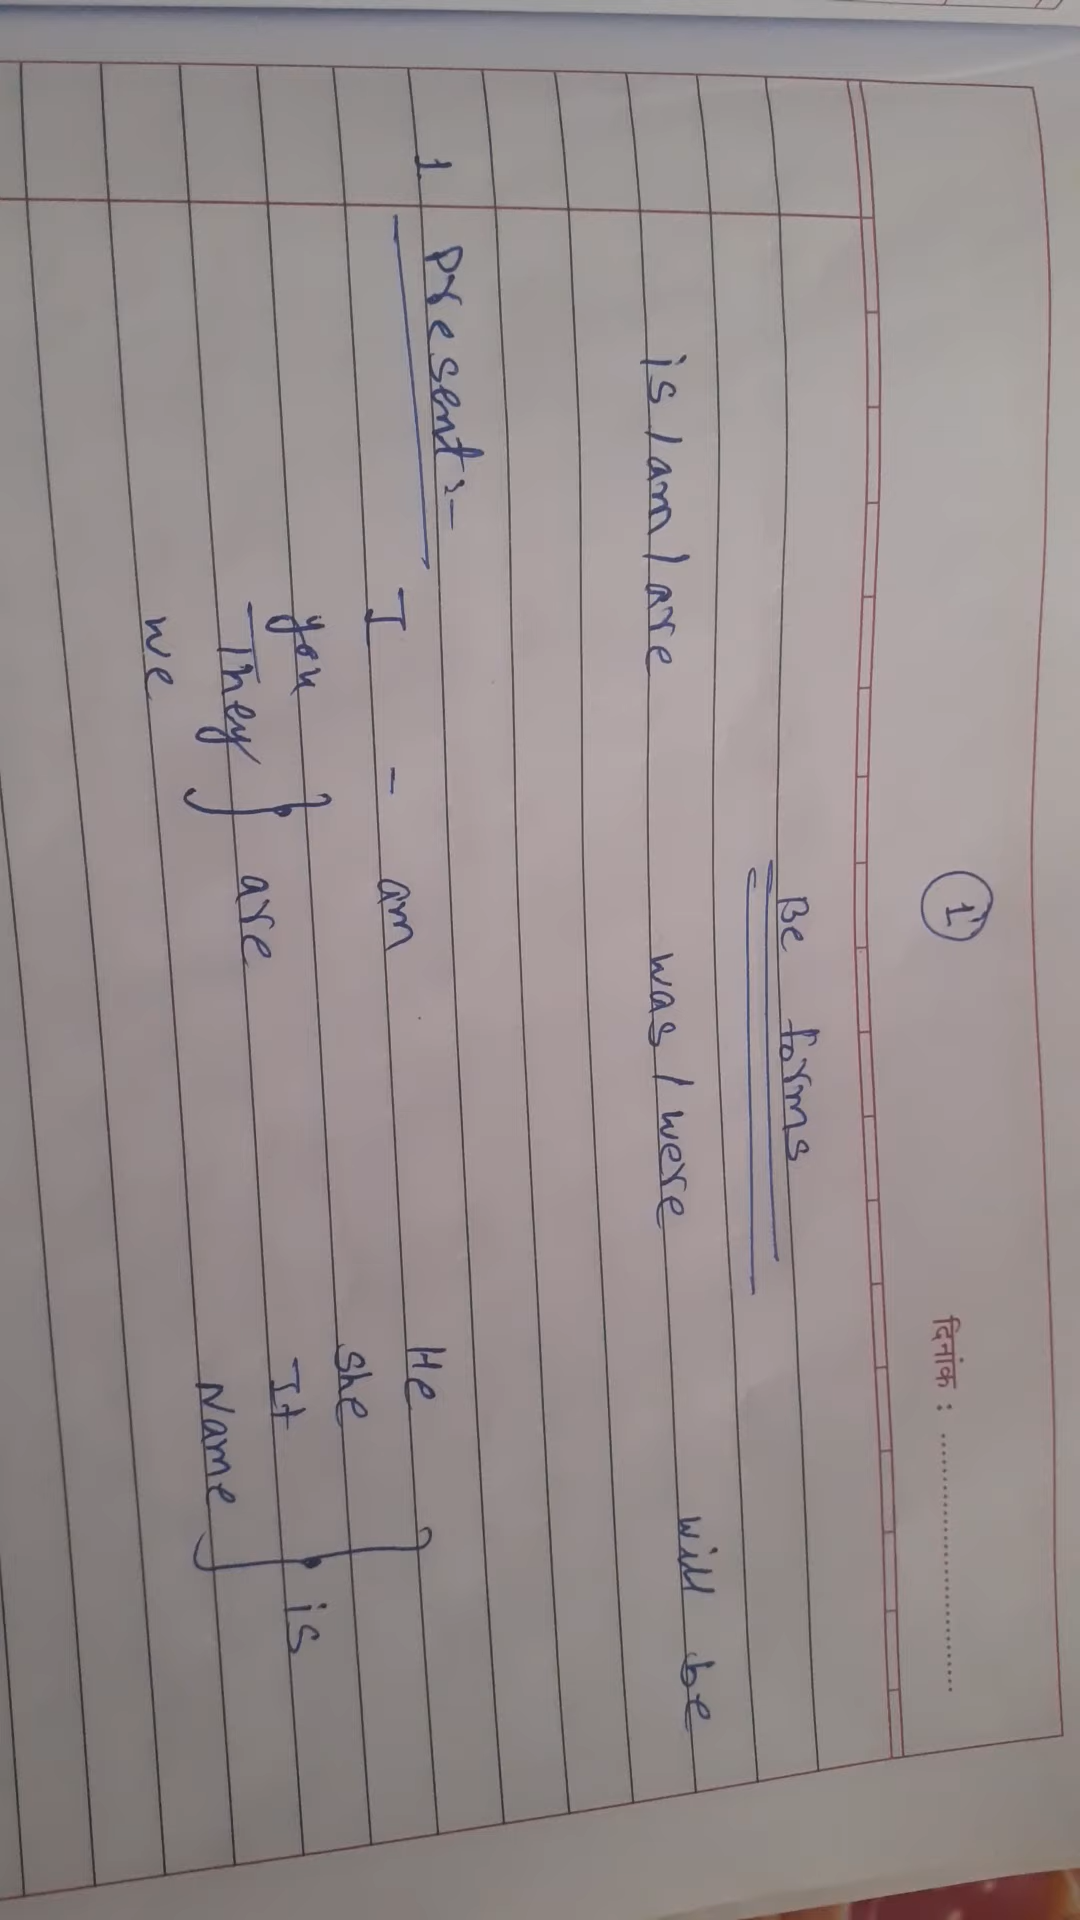 1
दिनांक : ..............................
Be forms
is/am/are was/were will be
1 Present :-
I - am
you
They
we
are
He
She
It
Name
is